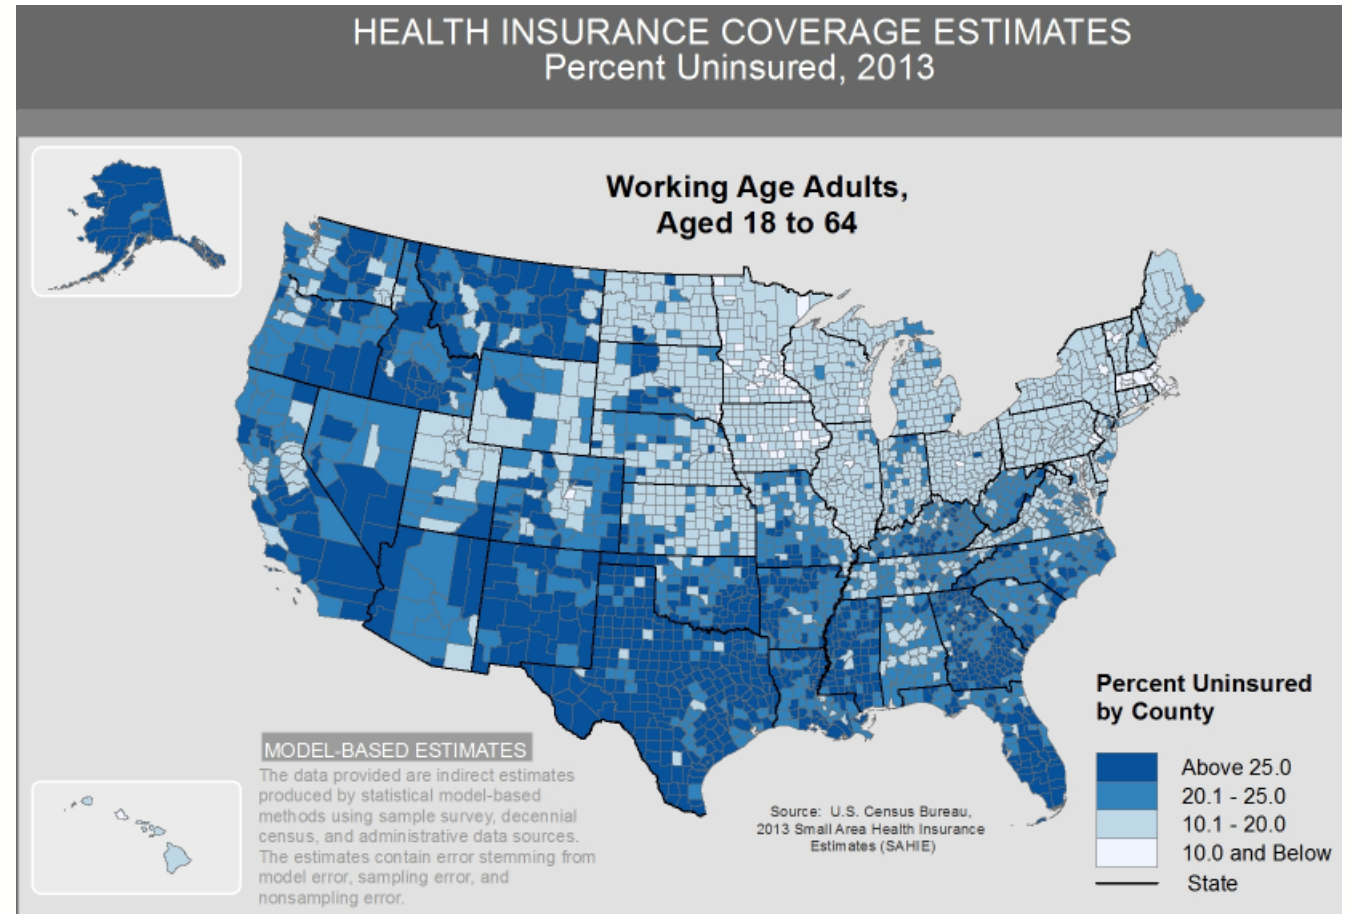 HEALTH INSURANCE COVERAGE ESTIMATES
Percent Uninsured, 2013
Working Age Adults,
Aged 18 to 64
Percent Uninsured
by County
Above 25.0
20.1 - 25.0
10.1 - 20.0
10.0 and Below
State
MODEL-BASED ESTIMATES
The data provided are indirect estimates
produced by statistical model-based
methods using sample survey, decennial
census, and administrative data sources.
The estimates contain error stemming from
model error, sampling error, and
nonsampling error.
Source: U.S. Census Bureau,
2013 Small Area Health Insurance
Estimates (SAHIE)